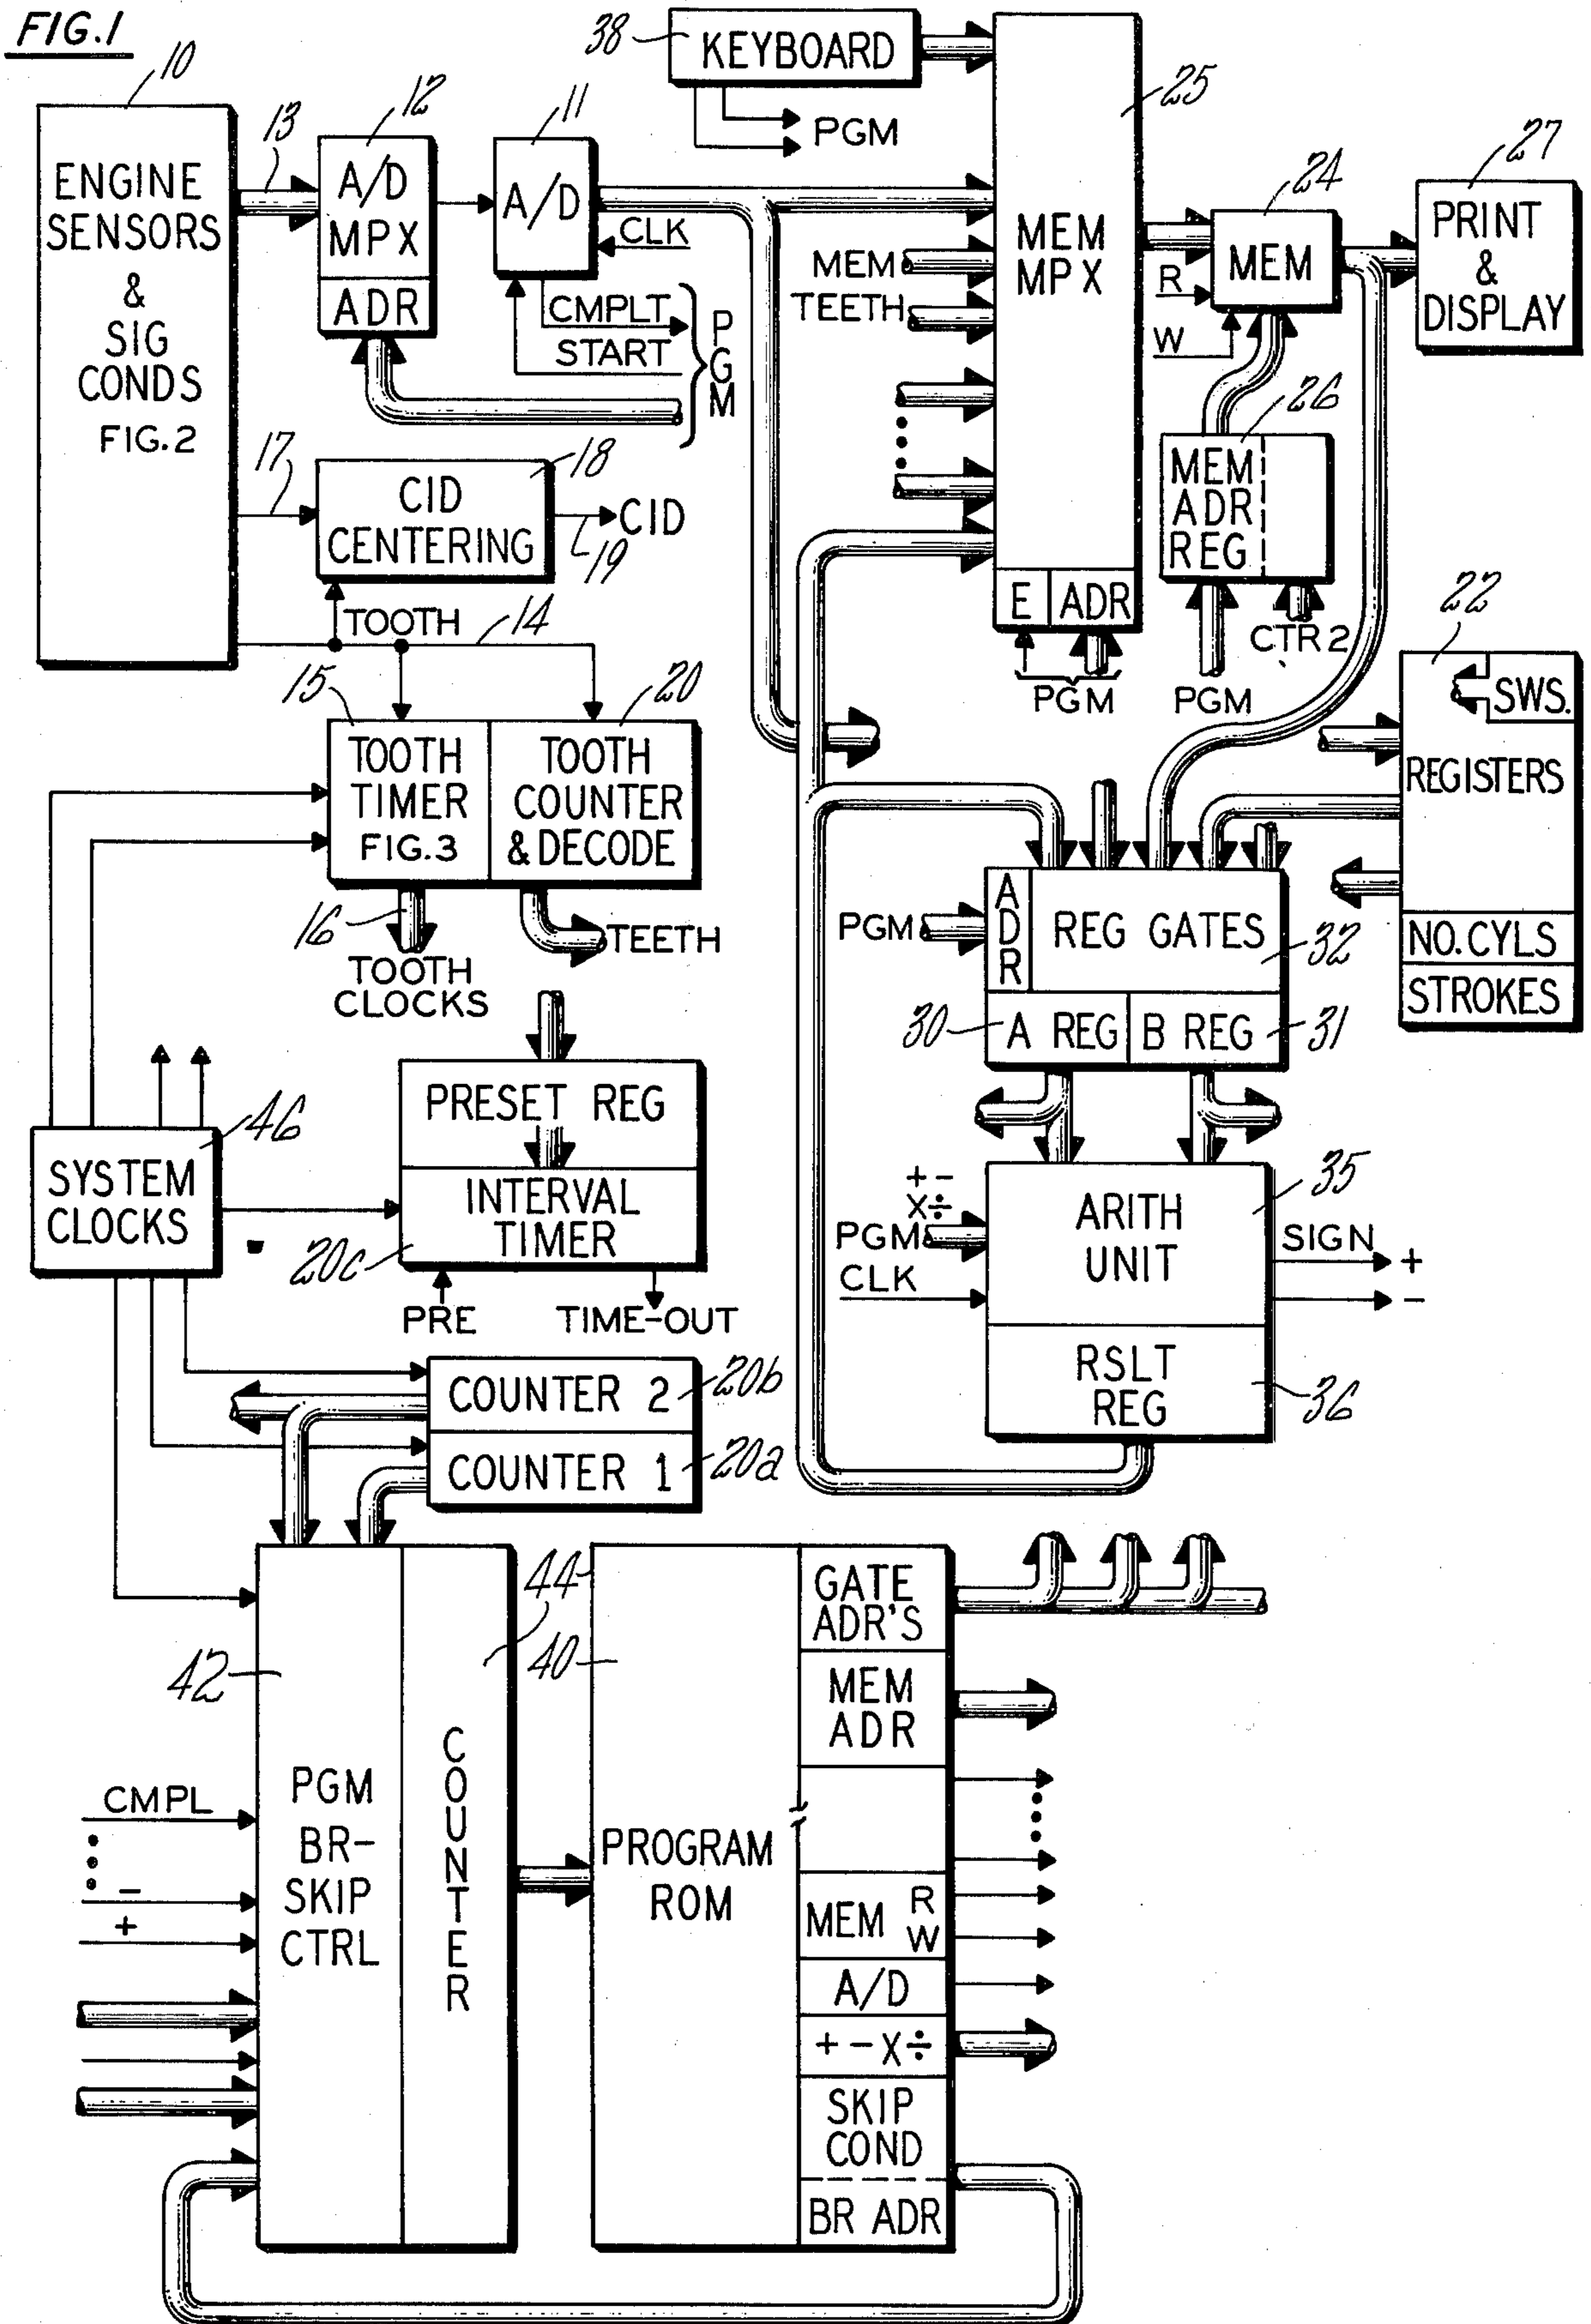 FIG.1
10
ENGINE
SENSORS
&
SIG
CONDS
FIG.2
13
12
A/D
MPX
ADR
11
A/D
CLK
CMPLT
START
PGM
38
KEYBOARD
PGM
25
MEM
MPX
MEM
TEETH
E
ADR
PGM
24
MEM
R
W
27
PRINT
&
DISPLAY
26
MEM
ADR
REG
PGM
CTR2
17
18
CID
CENTERING
CID
19
TOOTH
14
15
TOOTH
TIMER
FIG.3
20
TOOTH
COUNTER
& DECODE
16
TOOTH
CLOCKS
TEETH
22
SWS.
REGISTERS
NO.CYLS
STROKES
PGM
ADR
REG GATES
32
30
A REG
B REG
31
46
SYSTEM
CLOCKS
PRESET REG
INTERVAL
TIMER
20c
PRE
TIME-OUT
+ -
X÷
PGM
CLK
ARITH
UNIT
35
SIGN
+
-
RSLT
REG
36
COUNTER 2
20b
COUNTER 1
20a
42
44
CMPL
-
+
PGM
BR-
SKIP
CTRL
COUNTER
40
PROGRAM
ROM
GATE
ADR'S
MEM
ADR
MEM
R
W
A/D
+ - X ÷
SKIP
COND
BR ADR